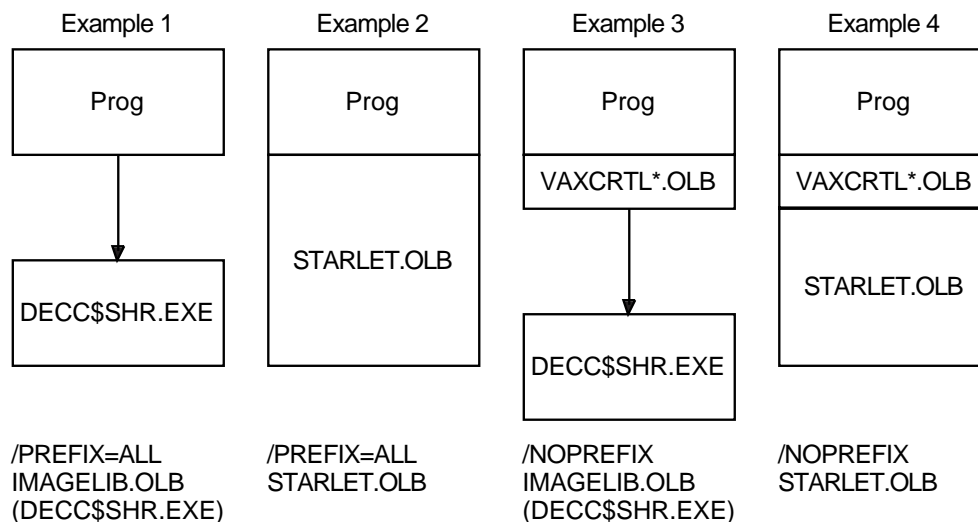 Example 1
Example 2
Example 3
Example 4
Prog
Prog
Prog
Prog
VAXCRTL*.OLB
VAXCRTL*.OLB
STARLET.OLB
STARLET.OLB
DECC$SHR.EXE
DECC$SHR.EXE
/PREFIX=ALL
IMAGELIB.OLB
(DECC$SHR.EXE)
/PREFIX=ALL
STARLET.OLB
/NOPREFIX
IMAGELIB.OLB
(DECC$SHR.EXE)
/NOPREFIX
STARLET.OLB